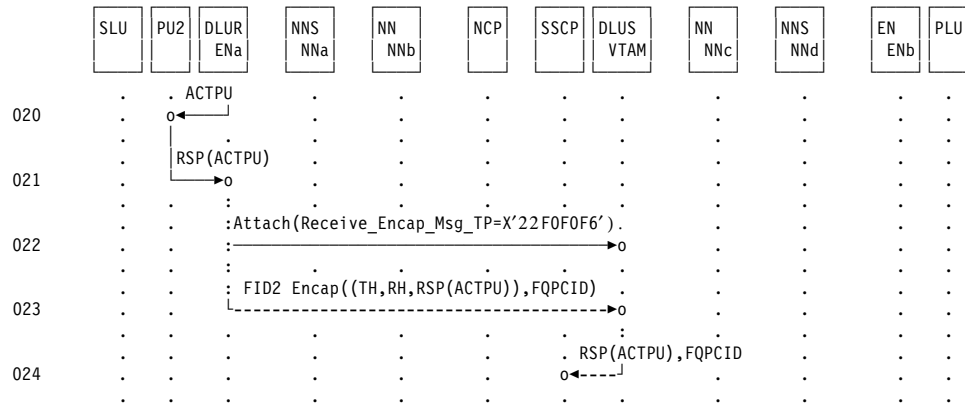 SLU PU2 DLUR NNS NN NCP SSCP DLUS NN NNS EN PLU
ENa NNa NNb VTAM NNc NNd ENb
ACTPU
020
RSP(ACTPU)
021
Attach(Receive_Encap_Msg_TP=X'22F0F0F6').
022
FID2 Encap((TH,RH,RSP(ACTPU)),FQPCID)
023
RSP(ACTPU),FQPCID
024